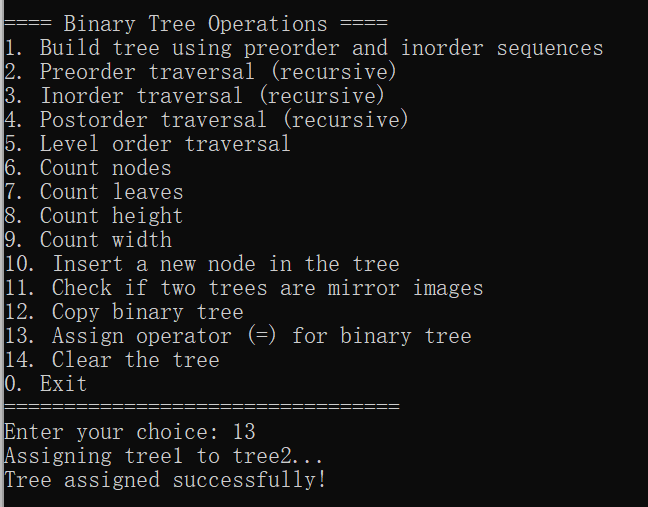 ==== Binary Tree Operations ====
1. Build tree using preorder and inorder sequences
2. Preorder traversal (recursive)
3. Inorder traversal (recursive)
4. Postorder traversal (recursive)
5. Level order traversal
6. Count nodes
7. Count leaves
8. Count height
9. Count width
10. Insert a new node in the tree
11. Check if two trees are mirror images
12. Copy binary tree
13. Assign operator (=) for binary tree
14. Clear the tree
0. Exit
=================================
Enter your choice: 13
Assigning tree1 to tree2...
Tree assigned successfully!